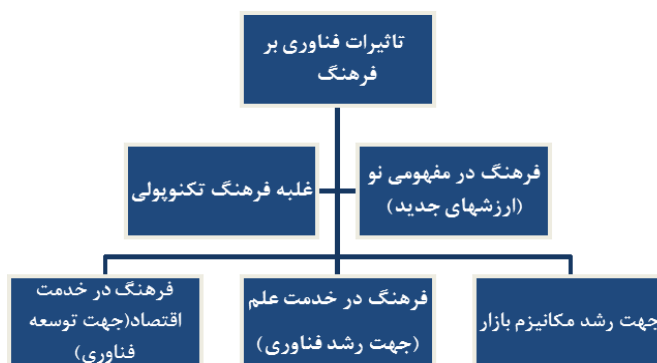 تاثیرات فناوری بر
فرهنگ
فرهنگ در مفهومی نو
(ارزشهای جدید)
غلبه فرهنگ تکنوپولی
جهت رشد مکانیزم بازار
فرهنگ در خدمت علم
(جهت رشد فناوری)
فرهنگ در خدمت
اقتصاد(جهت توسعه
فناوری)